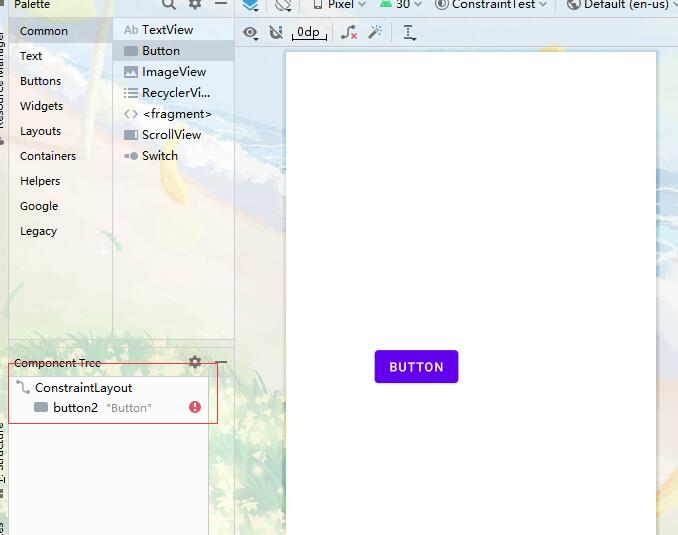 Palette
Pixel
30
ConstraintTest
Default (en-us)
Resource Manager
Common
Text
Buttons
Widgets
Layouts
Containers
Helpers
Google
Legacy
Ab TextView
Button
ImageView
RecyclerVi...
<fragment>
ScrollView
Switch
0dp
BUTTON
Component Tree
ConstraintLayout
button2 "Button"
Structure